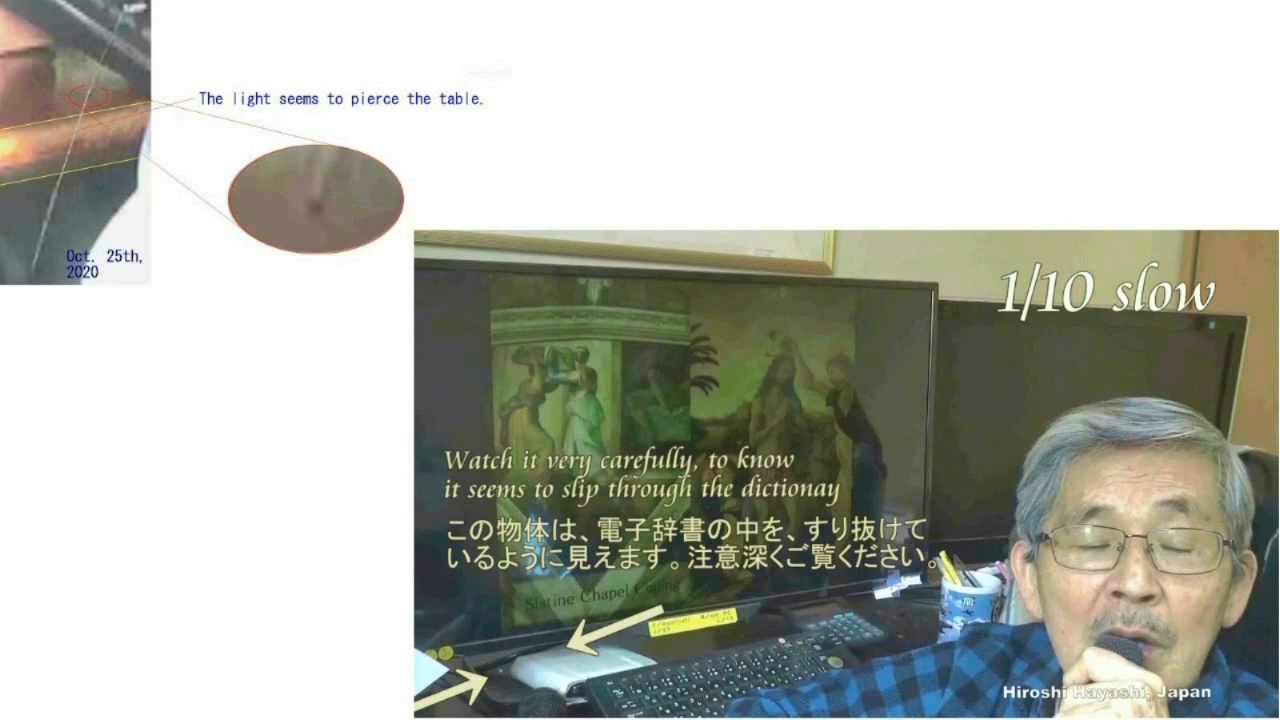 The light seems to pierce the table.
Oct. 25th,
2020
1/10 slow
Watch it very carefully, to know
it seems to slip through the dictionay
この物体は、電子辞書の中を、すり抜けて
いるように見えます。注意深くご覧ください。
Sistine Chapel Ceiling
Hiroshi Hayashi, Japan